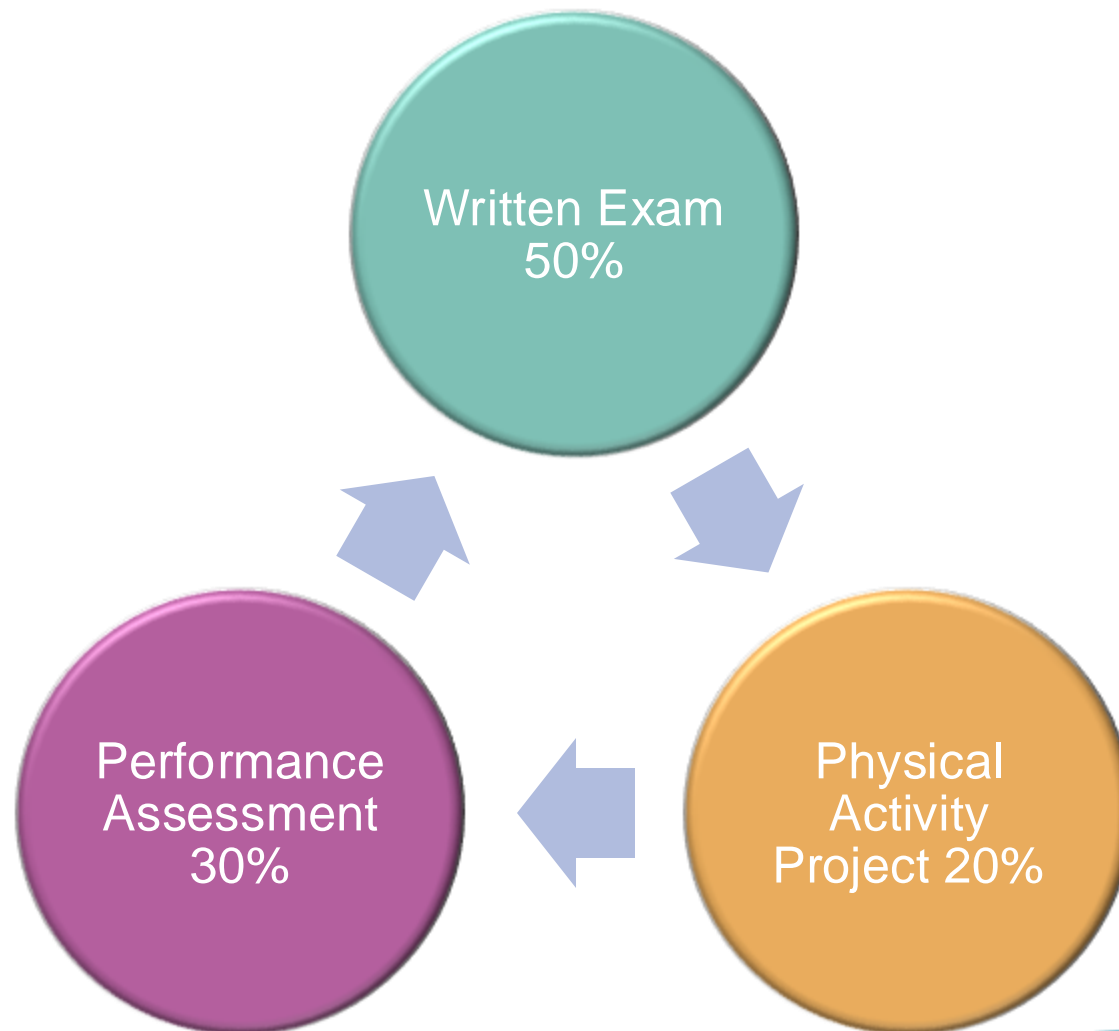 Written Exam
50%
Physical
Activity
Project 20%
Performance
Assessment
30%